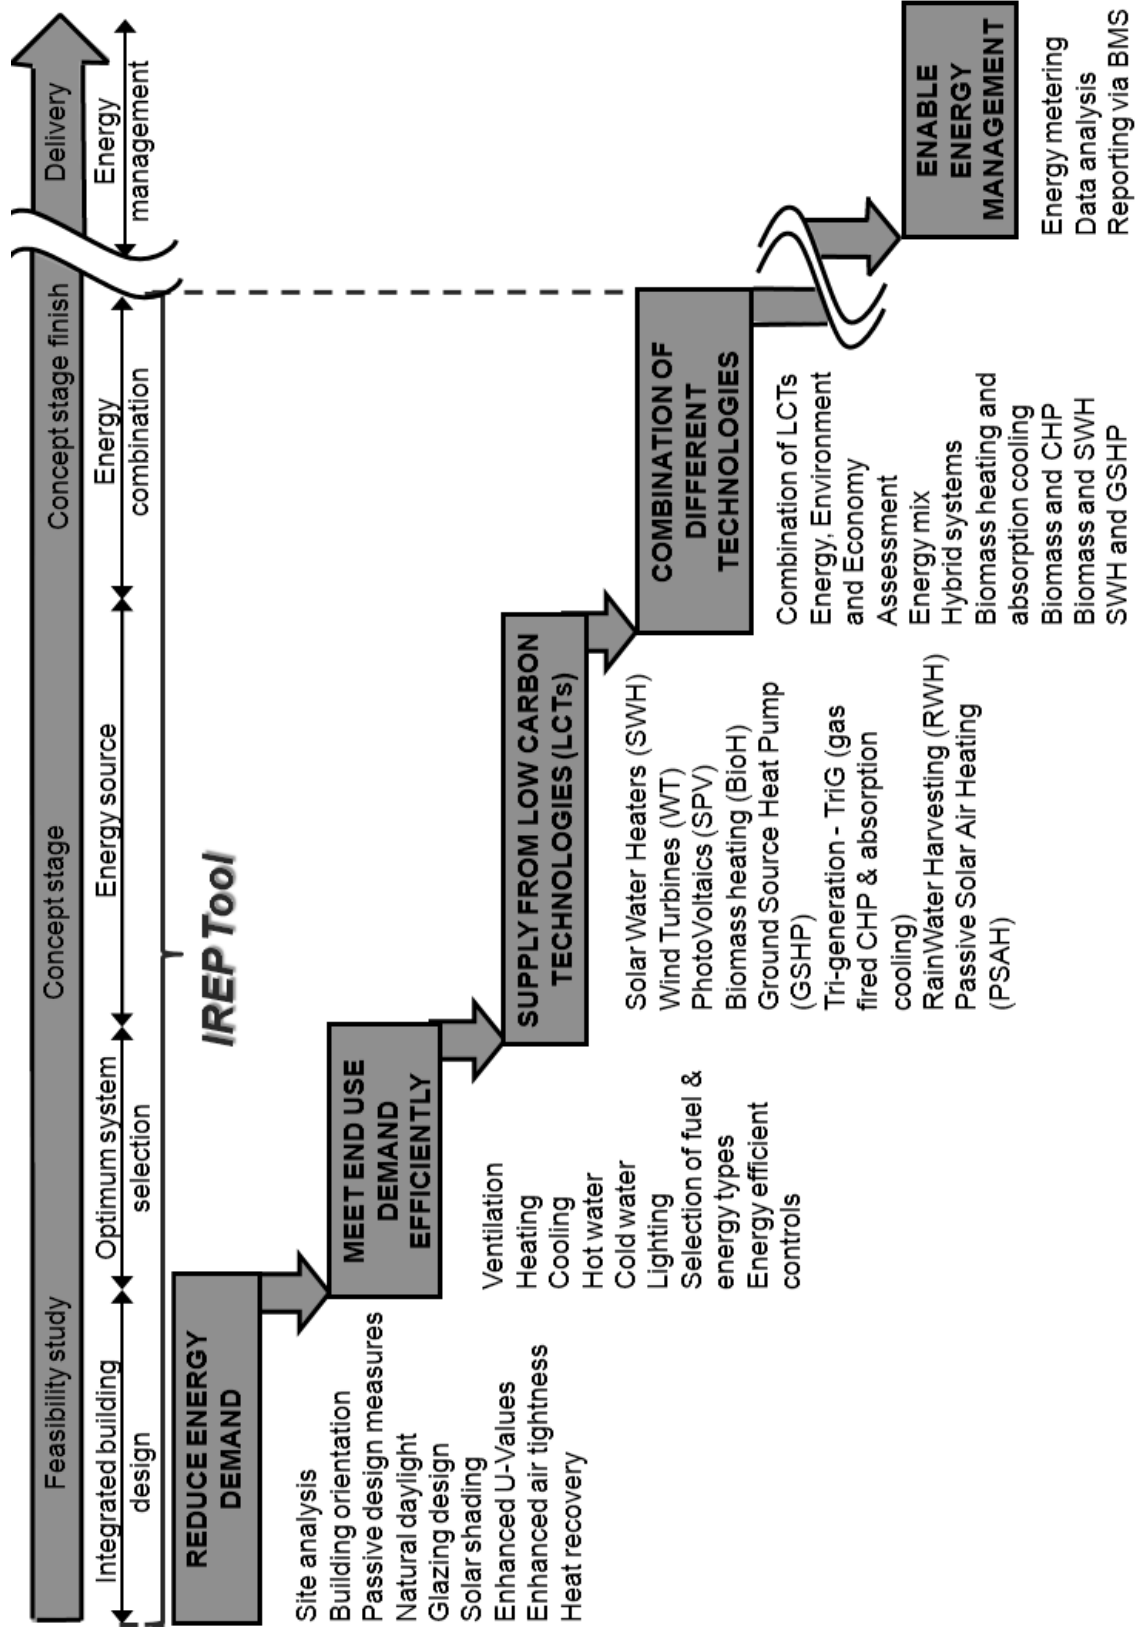 Feasibility study
Concept stage
Concept stage finish
Delivery
Integrated building
design
Optimum system
selection
Energy source
Energy
combination
Energy
management
IREP Tool
REDUCE ENERGY
DEMAND
Site analysis
Building orientation
Passive design measures
Natural daylight
Glazing design
Solar shading
Enhanced U-Values
Enhanced air tightness
Heat recovery
MEET END USE
DEMAND
EFFICIENTLY
Ventilation
Heating
Cooling
Hot water
Cold water
Lighting
Selection of fuel &
energy types
Energy efficient
controls
SUPPLY FROM LOW CARBON
TECHNOLOGIES (LCTs)
Solar Water Heaters (SWH)
Wind Turbines (WT)
PhotoVoltaics (SPV)
Biomass heating (BioH)
Ground Source Heat Pump
(GSHP)
Tri-generation - TriG (gas
fired CHP & absorption
cooling)
RainWater Harvesting (RWH)
Passive Solar Air Heating
(PSAH)
COMBINATION OF
DIFFERENT
TECHNOLOGIES
Combination of LCTs
Energy, Environment
and Economy
Assessment
Energy mix
Hybrid systems
Biomass heating and
absorption cooling
Biomass and CHP
Biomass and SWH
SWH and GSHP
ENABLE
ENERGY
MANAGEMENT
Energy metering
Data analysis
Reporting via BMS